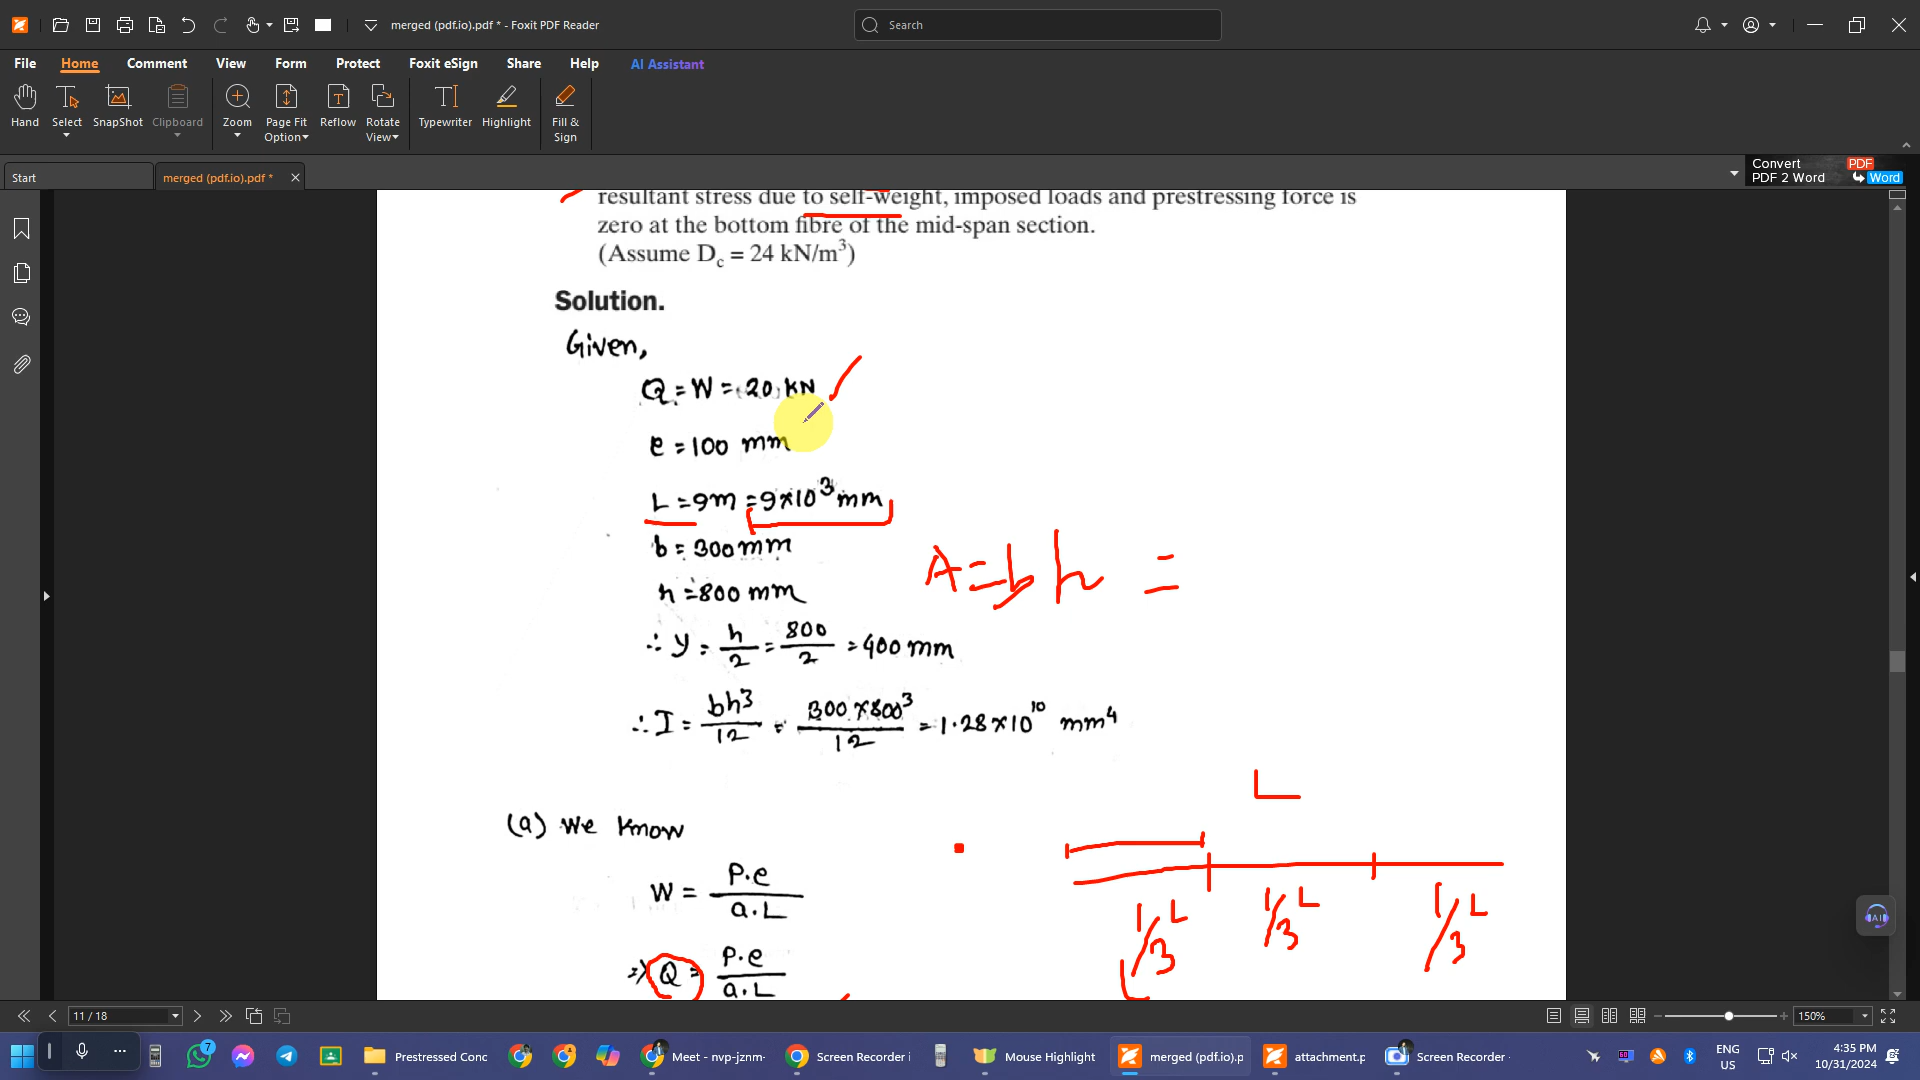 merged (pdf.io).pdf * - Foxit PDF Reader
Search
File Home Comment View Form Protect Foxit eSign Share Help AI Assistant
Hand Select SnapShot Clipboard Zoom Page Fit Option Reflow Rotate View Typewriter Highlight Fill & Sign
Start merged (pdf.io).pdf *
Convert PDF
PDF 2 Word Word
resultant stress due to self-weight, imposed loads and prestressing force is
zero at the bottom fibre of the mid-span section.
(Assume Dc = 24 kN/m³)
Solution.
Given,
Q = W = 20 kN
e = 100 mm
L = 9m = 9×10³ mm
b = 300 mm
A = b h =
h = 800 mm
∴ y = h/2 = 800/2 = 400 mm
∴ I = bh³/12 = 300×800³/12 = 1.28×10¹⁰ mm⁴
L
(a) We know
W = P.e/a.L
1/3 L 1/3 L 1/3 L
⇒ Q = P.e/a.L
AI
11 / 18
150%
7
Prestressed Conc
Meet - nvp-jznm-
Screen Recorder i
Mouse Highlight
merged (pdf.io).p
attachment.p
Screen Recorder
ENG
US
4:35 PM
10/31/2024